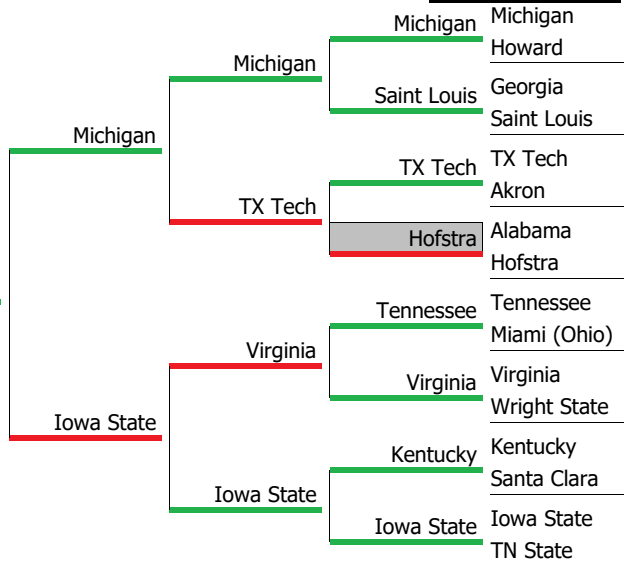 Michigan
Michigan
Howard
Michigan
Georgia
Saint Louis
Saint Louis
Michigan
TX Tech
TX Tech
Akron
TX Tech
Alabama
Hofstra
Hofstra
Tennessee
Tennessee
Miami (Ohio)
Virginia
Virginia
Virginia
Wright State
Iowa State
Kentucky
Kentucky
Santa Clara
Iowa State
Iowa State
Iowa State
TN State